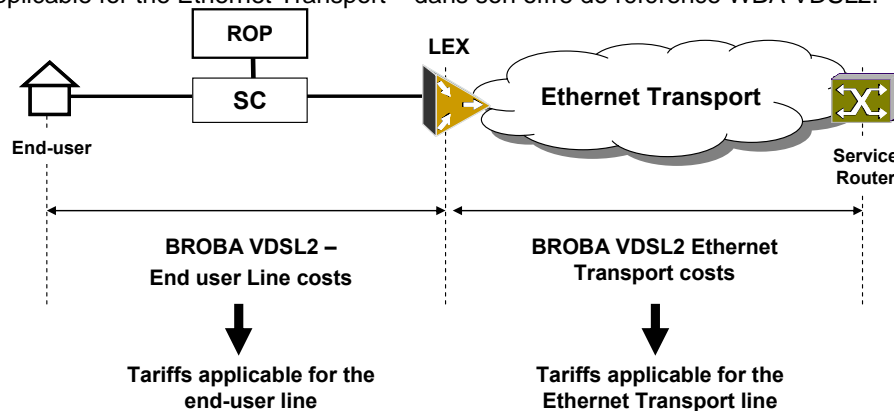 applicable for the Ethernet Transport – dans son offre de référence WBA VDSL2.
ROP
LEX
SC
Ethernet Transport
End-user
Service
Router
BROBA VDSL2 –
End user Line costs
BROBA VDSL2 Ethernet
Transport costs
Tariffs applicable for the
end-user line
Tariffs applicable for the
Ethernet Transport line